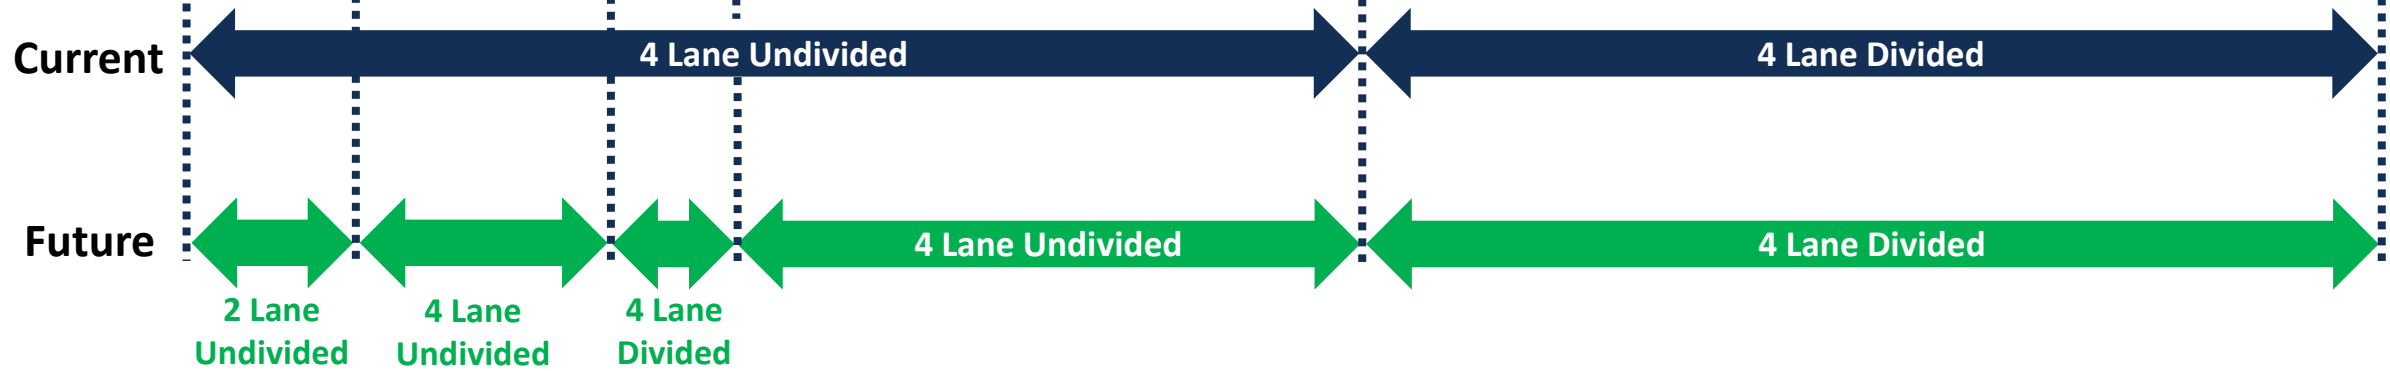 Current
4 Lane Undivided
4 Lane Divided
Future
4 Lane Undivided
4 Lane Divided
2 Lane
Undivided
4 Lane
Undivided
4 Lane
Divided